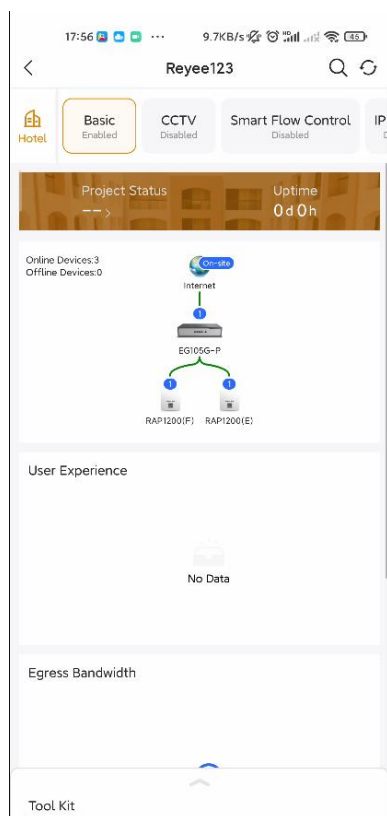 17:56 ... 9.7KB/s HD 45
Reyee123
Hotel
Basic
Enabled
CCTV
Disabled
Smart Flow Control
Disabled
IP
Project Status
-- >
Uptime
0d0h
Online Devices:3
Offline Devices:0
On-site
Internet
1
EG105G-P
1
1
RAP1200(F)
RAP1200(E)
User Experience
No Data
Egress Bandwidth
Tool Kit